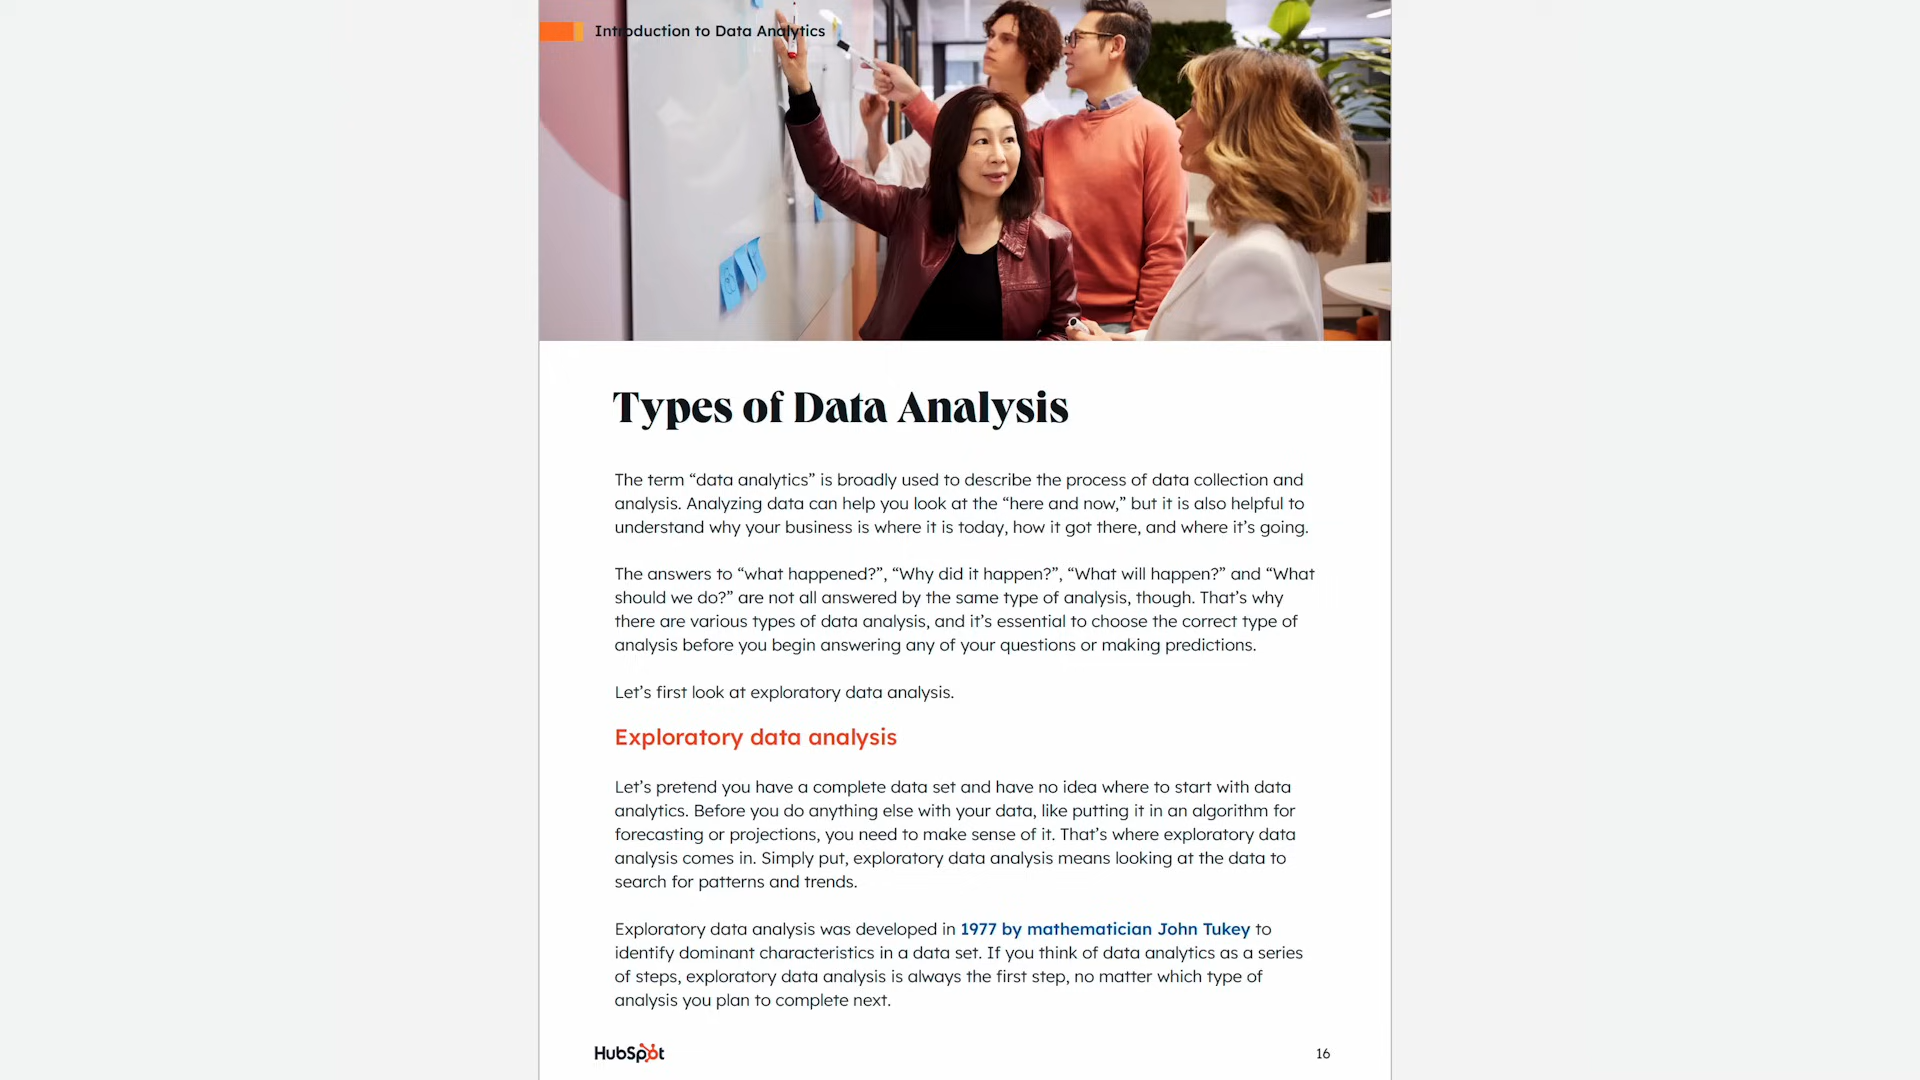 Introduction to Data Analytics
Types of Data Analysis
The term “data analytics” is broadly used to describe the process of data collection and
analysis. Analyzing data can help you look at the “here and now,” but it is also helpful to
understand why your business is where it is today, how it got there, and where it’s going.
The answers to “what happened?”, “Why did it happen?”, “What will happen?” and “What
should we do?” are not all answered by the same type of analysis, though. That’s why
there are various types of data analysis, and it’s essential to choose the correct type of
analysis before you begin answering any of your questions or making predictions.
Let’s first look at exploratory data analysis.
Exploratory data analysis
Let’s pretend you have a complete data set and have no idea where to start with data
analytics. Before you do anything else with your data, like putting it in an algorithm for
forecasting or projections, you need to make sense of it. That’s where exploratory data
analysis comes in. Simply put, exploratory data analysis means looking at the data to
search for patterns and trends.
Exploratory data analysis was developed in 1977 by mathematician John Tukey to
identify dominant characteristics in a data set. If you think of data analytics as a series
of steps, exploratory data analysis is always the first step, no matter which type of
analysis you plan to complete next.
HubSpot
16